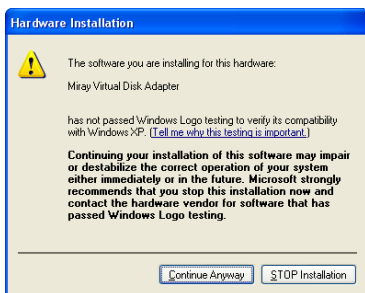 Hardware Installation
The software you are installing for this hardware:
Miray Virtual Disk Adapter
has not passed Windows Logo testing to verify its compatibility
with Windows XP. (Tell me why this testing is important.)
Continuing your installation of this software may impair
or destabilize the correct operation of your system
either immediately or in the future. Microsoft strongly
recommends that you stop this installation now and
contact the hardware vendor for software that has
passed Windows Logo testing.
Continue Anyway
STOP Installation